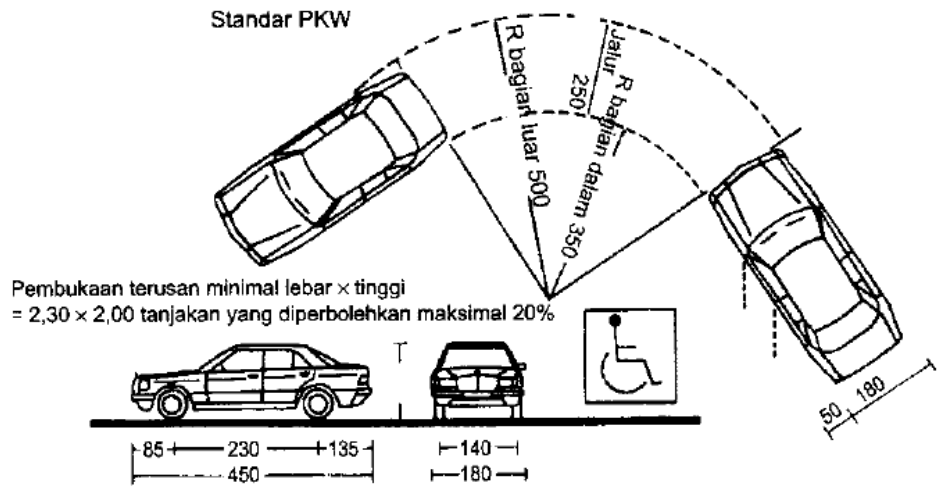 Standar PKW
R bagian luar 500
Jalur
250
R bagian dalam 350
Pembukaan terusan minimal lebar × tinggi
= 2,30 × 2,00 tanjakan yang diperbolehkan maksimal 20%
50
180
85
230
135
450
140
180